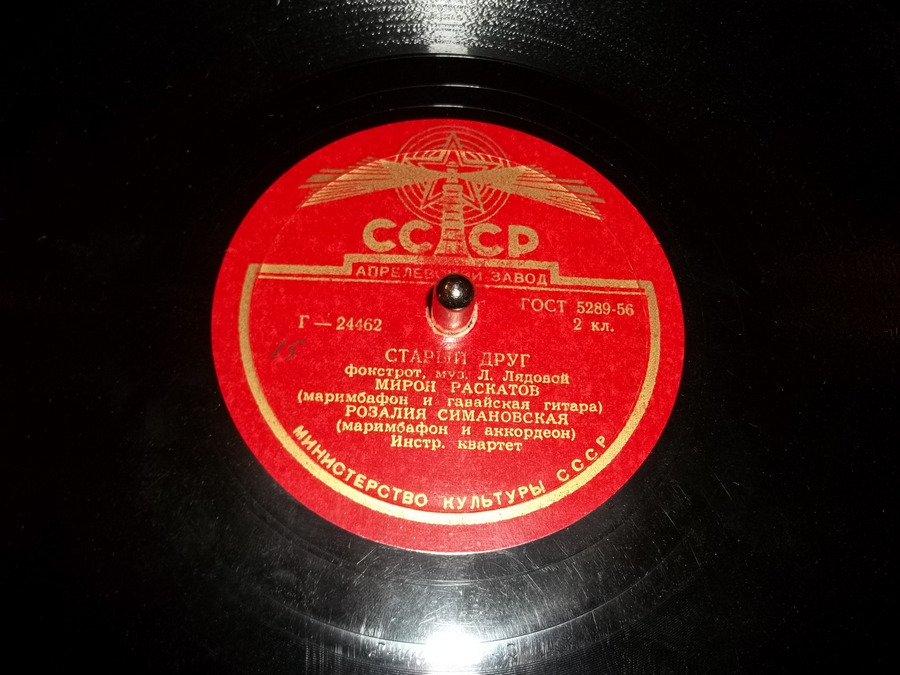 СССР
АПРЕЛЕВСКИЙ ЗАВОД
ГОСТ 5289-56
Г — 24462
2 кл.
15
СТАРЫЙ ДРУГ
фокстрот, муз. Л. Лядовой
МИРОН РАСКАТОВ
(маримбафон и гавайская гитара)
РОЗАЛИЯ СИМАНОВСКАЯ
(маримбафон и аккордеон)
Инстр. квартет
МИНИСТЕРСТВО КУЛЬТУРЫ СССР